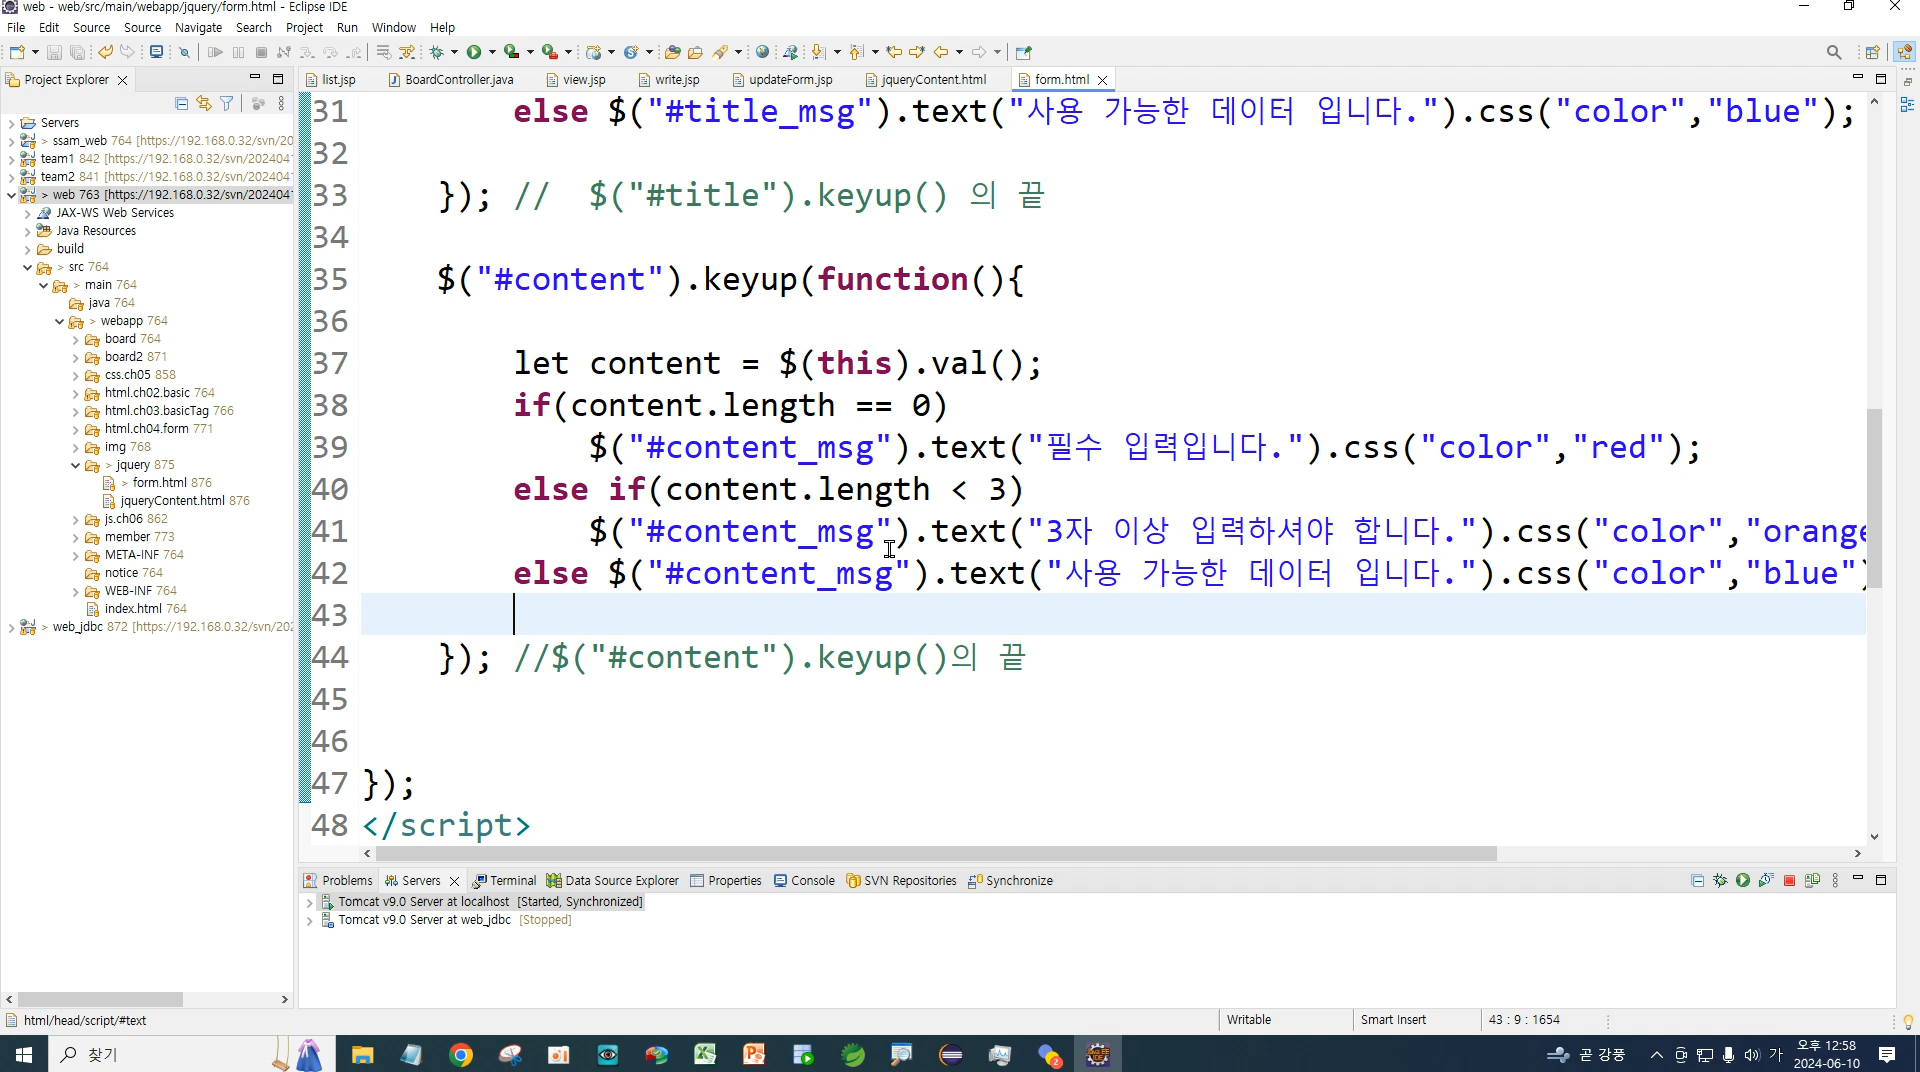 web - web/src/main/webapp/jquery/form.html - Eclipse IDE
File Edit Source Source Navigate Search Project Run Window Help
Project Explorer
list.jsp BoardController.java view.jsp write.jsp updateForm.jsp jqueryContent.html form.html
Servers
> ssam_web 764 [https://192.168.0.32/svn/20
team1 842 [https://192.168.0.32/svn/202404
team2 841 [https://192.168.0.32/svn/202404
> web 763 [https://192.168.0.32/svn/202404
JAX-WS Web Services
Java Resources
build
> src 764
> main 764
java 764
> webapp 764
board 764
board2 871
css.ch05 858
html.ch02.basic 764
html.ch03.basicTag 766
html.ch04.form 771
img 768
> jquery 875
> form.html 876
jqueryContent.html 876
js.ch06 862
member 773
META-INF 764
notice 764
WEB-INF 764
index.html 764
> web_jdbc 872 [https://192.168.0.32/svn/202
31 else $("#title_msg").text("사용 가능한 데이터 입니다.").css("color","blue");
32
33 }); // $("#title").keyup() 의 끝
34
35 $("#content").keyup(function(){
36
37 let content = $(this).val();
38 if(content.length == 0)
39 $("#content_msg").text("필수 입력입니다.").css("color","red");
40 else if(content.length < 3)
41 $("#content_msg").text("3자 이상 입력하셔야 합니다.").css("color","orange
42 else $("#content_msg").text("사용 가능한 데이터 입니다.").css("color","blue")
43
44 }); //$("#content").keyup()의 끝
45
46
47 });
48 </script>
Problems Servers Terminal Data Source Explorer Properties Console SVN Repositories Synchronize
Tomcat v9.0 Server at localhost [Started, Synchronized]
Tomcat v9.0 Server at web_jdbc [Stopped]
html/head/script/#text
Writable Smart Insert 43 : 9 : 1654
찾기
곧 강풍
가
오후 12:58
2024-06-10